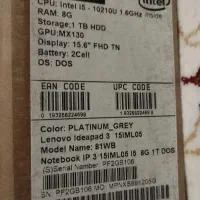 CPU: Intel I5 - 10210U 1.6GHz
RAM: 8G
Storage:1 TB HDD
GPU:MX130
Display: 15.6" FHD TN
Battery: 2Cell
OS: DOS
intel
inside
EAN CODE
UPC CODE
Color: PLATINUM_GREY
Lenovo Ideapad 3 15IML05
Model Name: 81WB
Notebook IP 3 15IML05 I5 8G 1T DOS
(S)Serial Number: PF2GB106